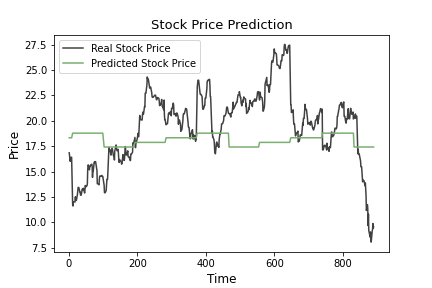 Stock Price Prediction
Real Stock Price
Predicted Stock Price
27.5
25.0
22.5
20.0
17.5
15.0
12.5
10.0
7.5
Price
0 200 400 600 800
Time